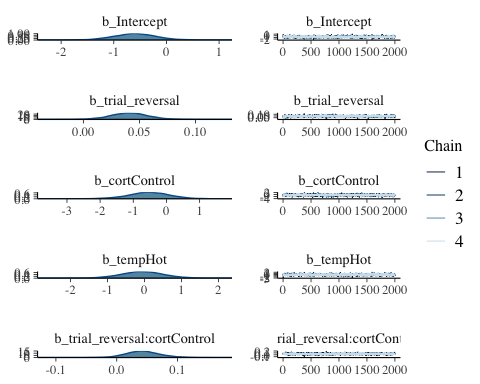 b_Intercept b_Intercept
-2 -1 0 1 0 500 1000 1500 2000
b_trial_reversal b_trial_reversal
0.00 0.05 0.10 0 500 1000 1500 2000
Chain
1
2
3
4
b_cortControl b_cortControl
-3 -2 -1 0 1 0 500 1000 1500 2000
b_tempHot b_tempHot
-2 -1 0 1 2 0 500 1000 1500 2000
b_trial_reversal:cortControl rial_reversal:cortCont
-0.1 0.0 0.1 0 500 1000 1500 2000